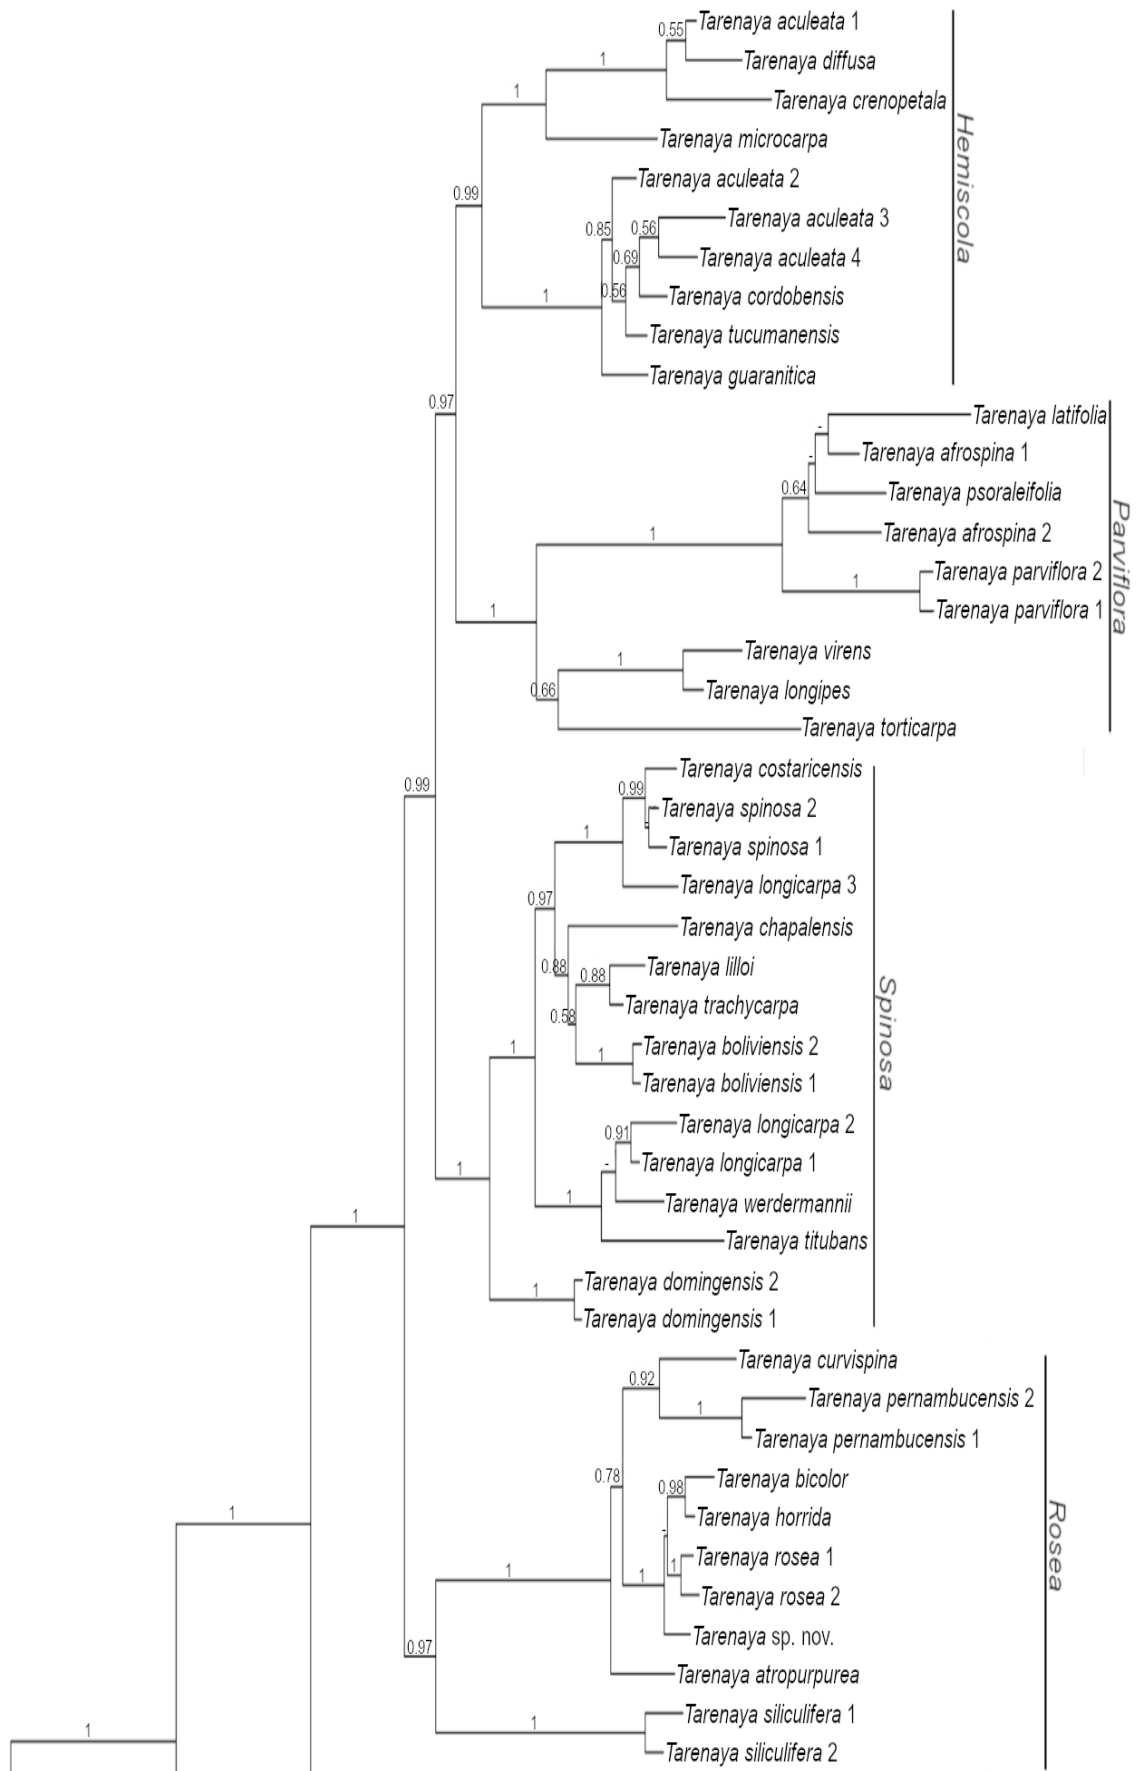 Tarenaya aculeata 1
0.55
Tarenaya diffusa
1
1
Tarenaya crenopetala
Tarenaya microcarpa
Hemiscola
0.99
Tarenaya aculeata 2
Tarenaya aculeata 3
0.85
0.56
Tarenaya aculeata 4
0.69
1
0.56
Tarenaya cordobensis
Tarenaya tucumanensis
Tarenaya guaranitica
0.97
Tarenaya latifolia
-
Tarenaya afrospina 1
-
0.64
Tarenaya psoraleifolia
1
Tarenaya afrospina 2
Parviflora
Tarenaya parviflora 2
1
Tarenaya parviflora 1
1
Tarenaya virens
1
0.66
Tarenaya longipes
Tarenaya torticarpa
Tarenaya costaricensis
0.99
0.99
Tarenaya spinosa 2
1
Tarenaya spinosa 1
Tarenaya longicarpa 3
0.97
Tarenaya chapalensis
0.88
Tarenaya lilloi
0.88
Tarenaya trachycarpa
0.58
Spinosa
1
Tarenaya boliviensis 2
1
Tarenaya boliviensis 1
Tarenaya longicarpa 2
0.91
1
-
Tarenaya longicarpa 1
1
Tarenaya werdermannii
1
Tarenaya titubans
Tarenaya domingensis 2
1
Tarenaya domingensis 1
Tarenaya curvispina
0.92
Tarenaya pernambucensis 2
1
Tarenaya pernambucensis 1
0.78
Tarenaya bicolor
0.98
1
Tarenaya horrida
-
Rosea
Tarenaya rosea 1
1
1
1
Tarenaya rosea 2
Tarenaya sp. nov.
0.97
Tarenaya atropurpurea
Tarenaya siliculifera 1
1
1
Tarenaya siliculifera 2